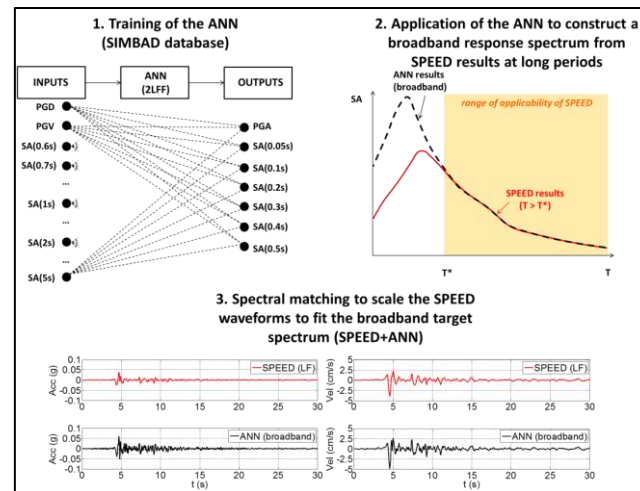 1. Training of the ANN
(SIMBAD database)
INPUTS
ANN
(2LFF)
OUTPUTS
PGD
PGV
SA(0.6s)
SA(0.7s)
...
SA(1s)
...
SA(2s)
...
SA(5s)
PGA
SA(0.05s)
SA(0.1s)
SA(0.2s)
SA(0.3s)
SA(0.4s)
SA(0.5s)
2. Application of the ANN to construct a
broadband response spectrum from
SPEED results at long periods
SA
ANN results
(broadband)
range of applicability of SPEED
SPEED results
(T > T*)
T*
T
3. Spectral matching to scale the SPEED
waveforms to fit the broadband target
spectrum (SPEED+ANN)
Acc (g)
0.1
0.05
0
-0.05
-0.1
0 5 10 15 20 25 30
SPEED (LF)
Vel (cm/s)
5
2.5
0
-2.5
-5
0 5 10 15 20 25 30
SPEED (LF)
Acc (g)
0.1
0.05
0
-0.05
-0.1
0 5 10 15 20 25 30
t (s)
ANN (broadband)
Vel (cm/s)
5
2.5
0
-2.5
-5
0 5 10 15 20 25 30
t (s)
ANN (broadband)